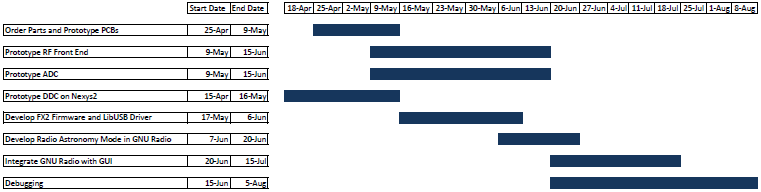 Start Date End Date 18-Apr 25-Apr 2-May 9-May 16-May 23-May 30-May 6-Jun 13-Jun 20-Jun 27-Jun 4-Jul 11-Jul 18-Jul 25-Jul 1-Aug 8-Aug
Order Parts and Prototype PCBs 25-Apr 9-May
Prototype RF Front End 9-May 15-Jun
Prototype ADC 9-May 15-Jun
Prototype DDC on Nexys2 15-Apr 16-May
Develop FX2 Firmware and LibUSB Driver 17-May 6-Jun
Develop Radio Astronomy Mode in GNU Radio 7-Jun 20-Jun
Integrate GNU Radio with GUI 20-Jun 15-Jul
Debugging 15-Jun 5-Aug